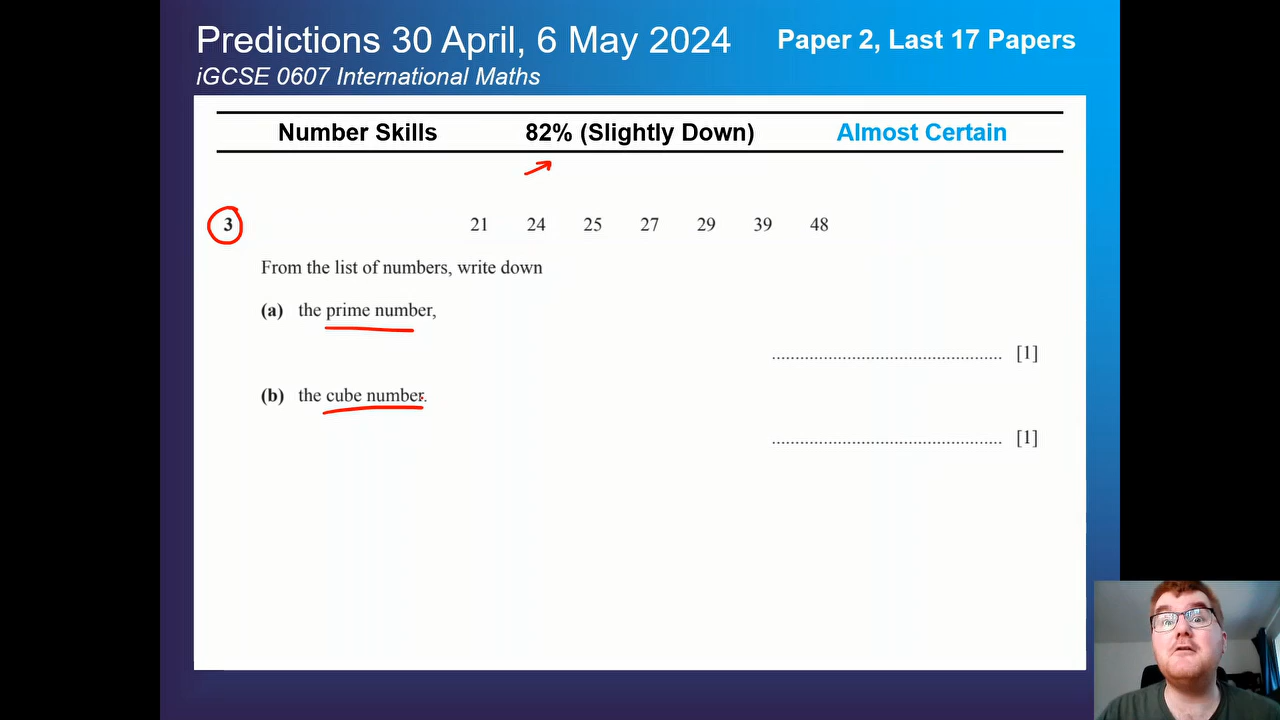 Predictions 30 April, 6 May 2024 Paper 2, Last 17 Papers
iGCSE 0607 International Maths
Number Skills 82% (Slightly Down) Almost Certain
3 21 24 25 27 29 39 48
From the list of numbers, write down
(a) the prime number,
.................................................. [1]
(b) the cube number.
.................................................. [1]